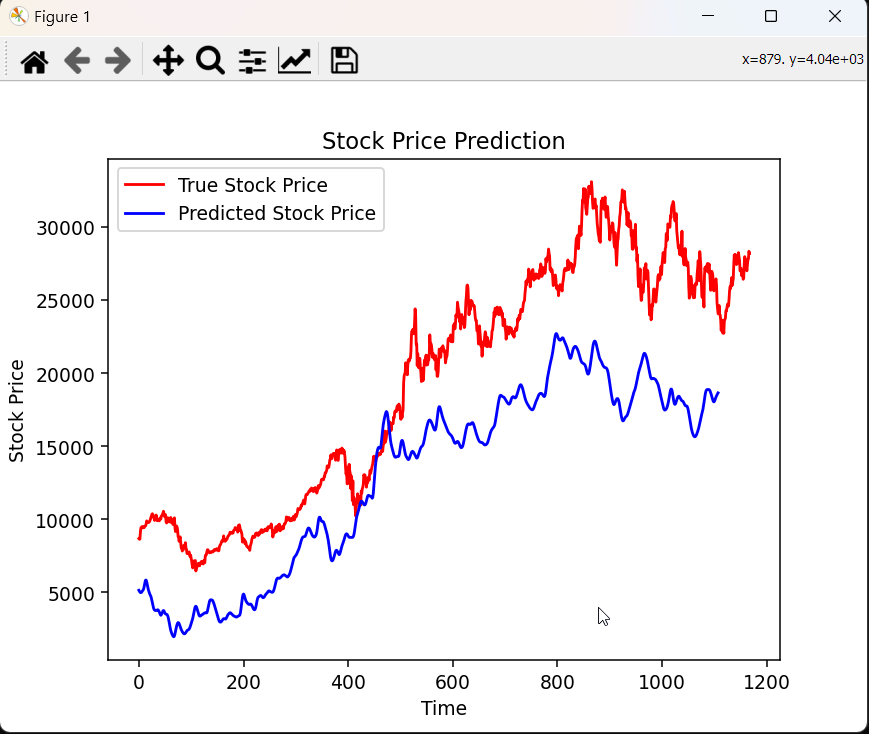 Figure 1
x=879. y=4.04e+03
Stock Price Prediction
True Stock Price
Predicted Stock Price
30000
25000
20000
15000
10000
5000
Stock Price
0 200 400 600 800 1000 1200
Time